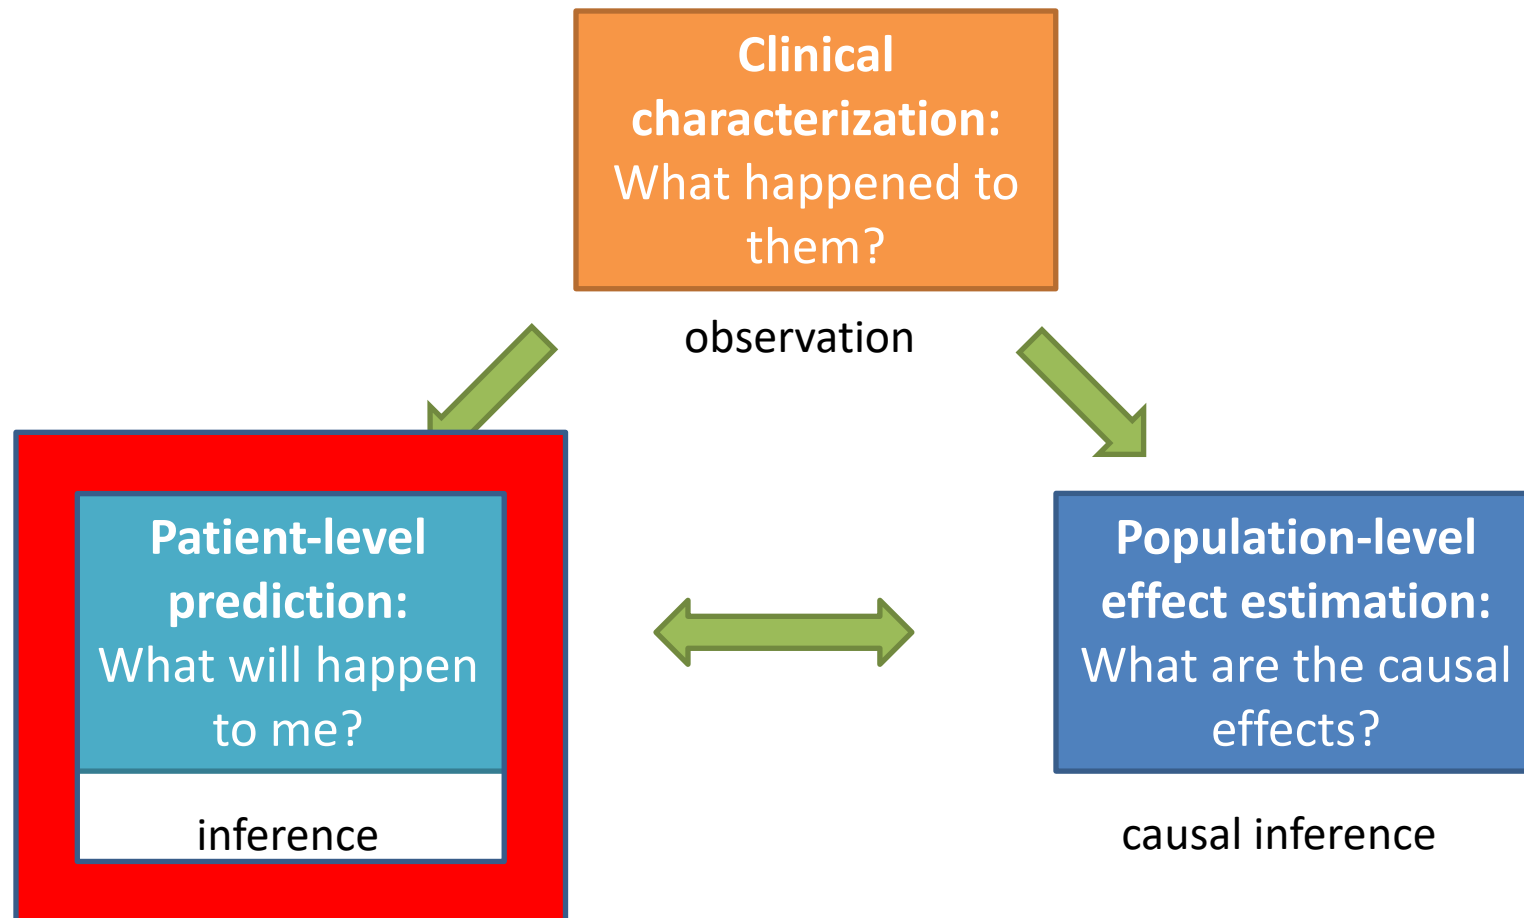 Clinical
characterization:
What happened to
them?
observation
Patient-level
prediction:
What will happen
to me?
inference
Population-level
effect estimation:
What are the causal
effects?
causal inference